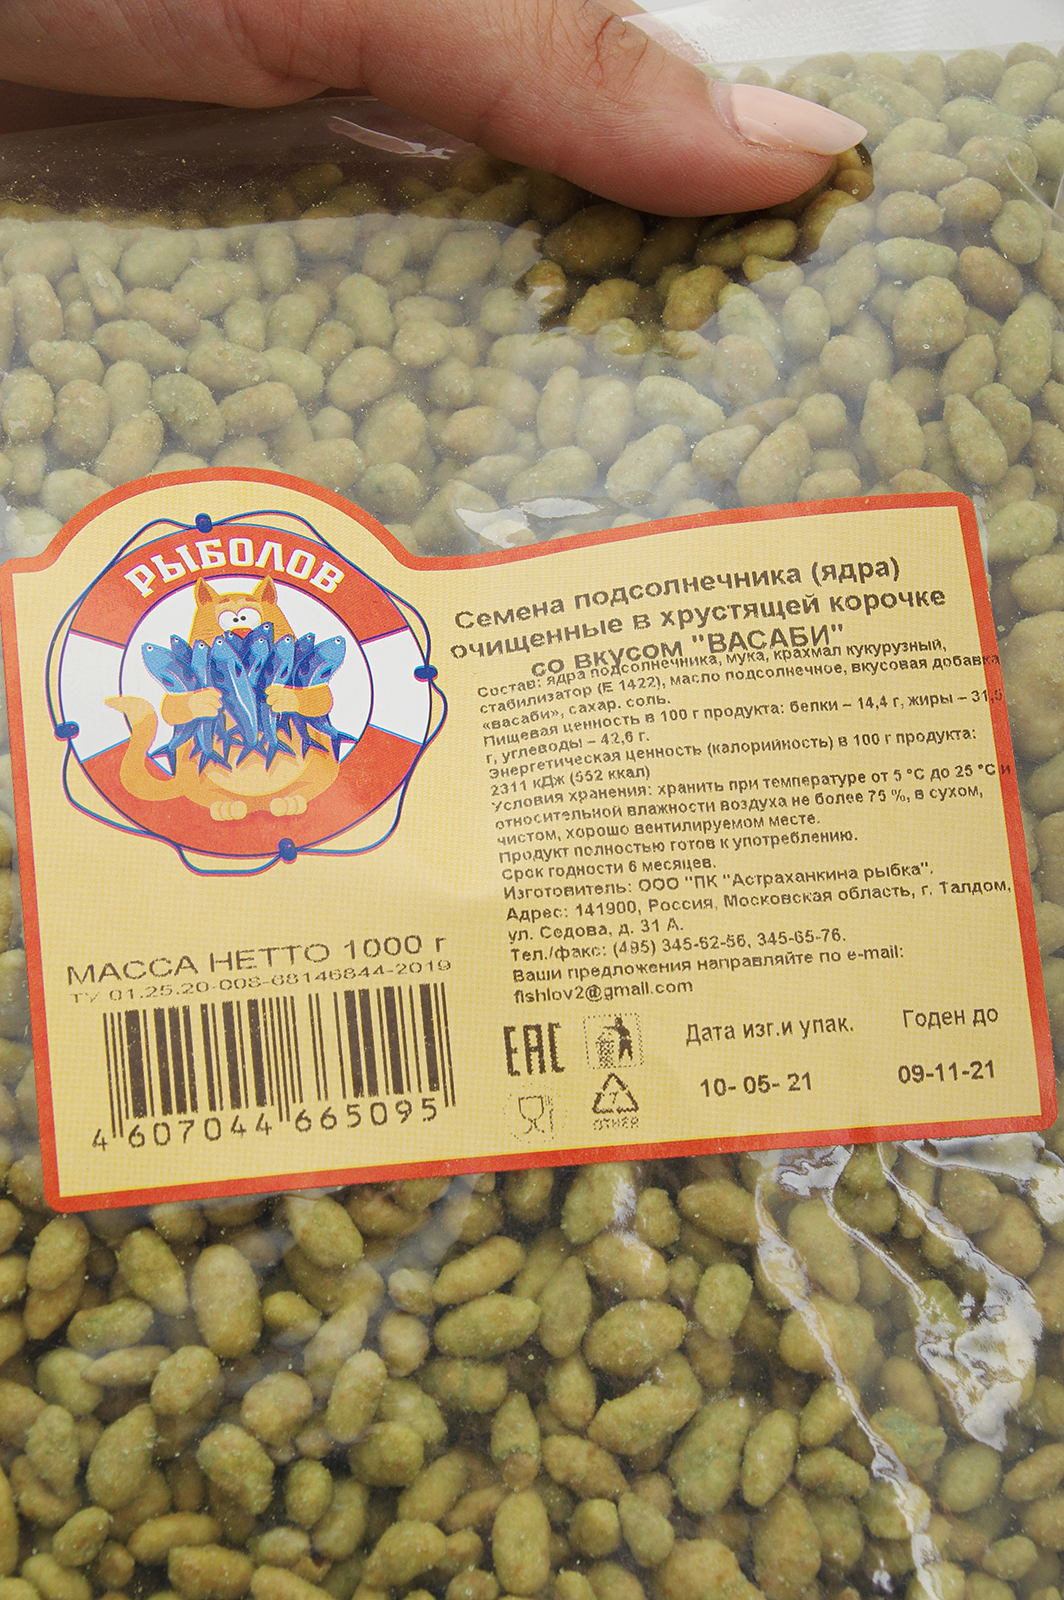 РЫБОЛОВ
Семена подсолнечника (ядра)
очищенные в хрустящей корочке
со вкусом "ВАСАБИ"
Состав: ядра подсолнечника, мука, крахмал кукурузный,
стабилизатор (Е 1422), масло подсолнечное, вкусовая добавка
«васаби», сахар. соль.
Пищевая ценность в 100 г продукта: белки – 14,4 г, жиры – 31,5
г, углеводы – 42,6 г.
Энергетическая ценность (калорийность) в 100 г продукта:
2311 кДж (552 ккал)
Условия хранения: хранить при температуре от 5 °С до 25 °С и
относительной влажности воздуха не более 75 %, в сухом,
чистом, хорошо вентилируемом месте.
Продукт полностью готов к употреблению.
Срок годности 6 месяцев.
Изготовитель: ООО "ПК "Астраханкина рыбка".
Адрес: 141900, Россия, Московская область, г. Талдом,
ул. Седова, д. 31 А.
Тел./факс: (495) 345-52-56, 345-65-76.
Ваши предложения направляйте по e-mail:
fishlov2@gmail.com
МАССА НЕТТО 1000 г
ТУ 01.25.20-008-68146844-2019
4 607044 665095
EAC
7
OTHER
Дата изг.и упак.
Годен до
10- 05- 21
09-11-21